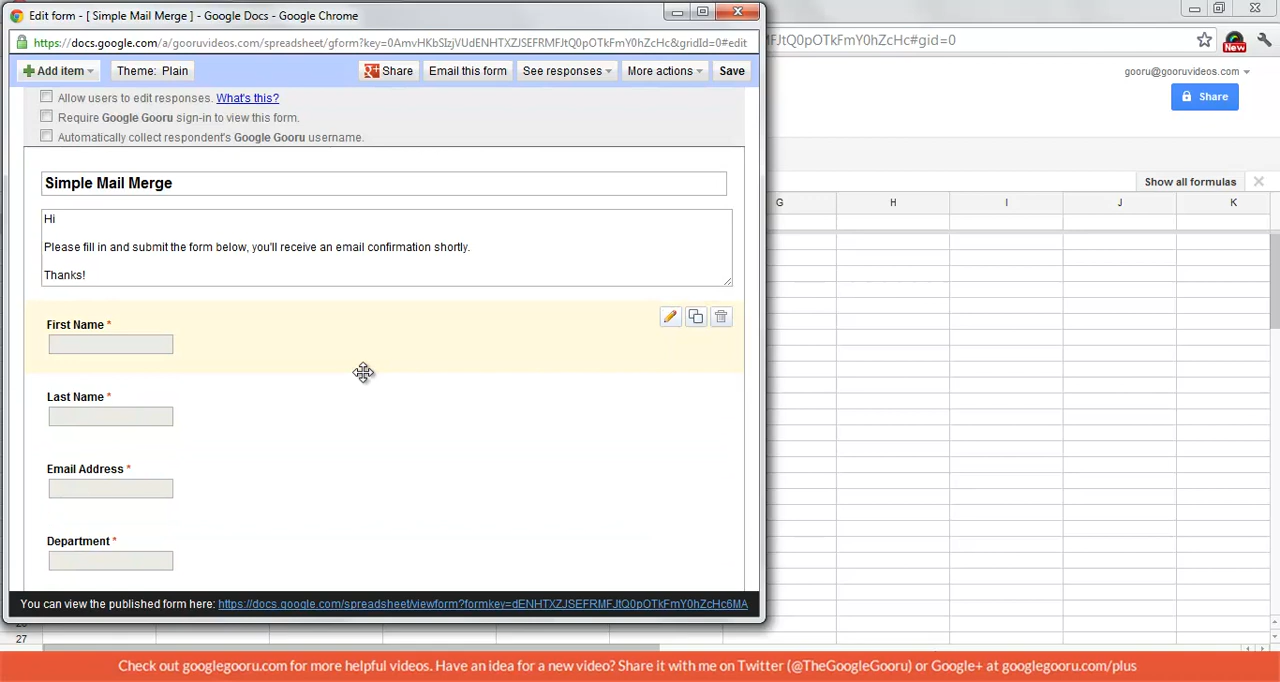 Edit form - [ Simple Mail Merge ] - Google Docs - Google Chrome
https://docs.google.com/a/gooruvideos.com/spreadsheet/gform?key=0AmvHKbSIzjVUdENHTXZJSEFRMFJtQ0pOTkFmY0hZcHc&gridId=0#edit
MFJtQ0pOTkFmY0hZcHc#gid=0
New
Add item
Theme: Plain
Share
Email this form
See responses
More actions
Save
gooru@gooruvideos.com
Share
Allow users to edit responses. What's this?
Require Google Gooru sign-in to view this form.
Automatically collect respondent's Google Gooru username.
Show all formulas
Simple Mail Merge
G H I J K
Hi
Please fill in and submit the form below, you'll receive an email confirmation shortly.
Thanks!
First Name *
Last Name *
Email Address *
Department *
You can view the published form here: https://docs.google.com/spreadsheet/viewform?formkey=dENHTXZJSEFRMFJtQ0pOTkFmY0hZcHc6MA
27
Check out googlegooru.com for more helpful videos. Have an idea for a new video? Share it with me on Twitter (@TheGoogleGooru) or Google+ at googlegooru.com/plus